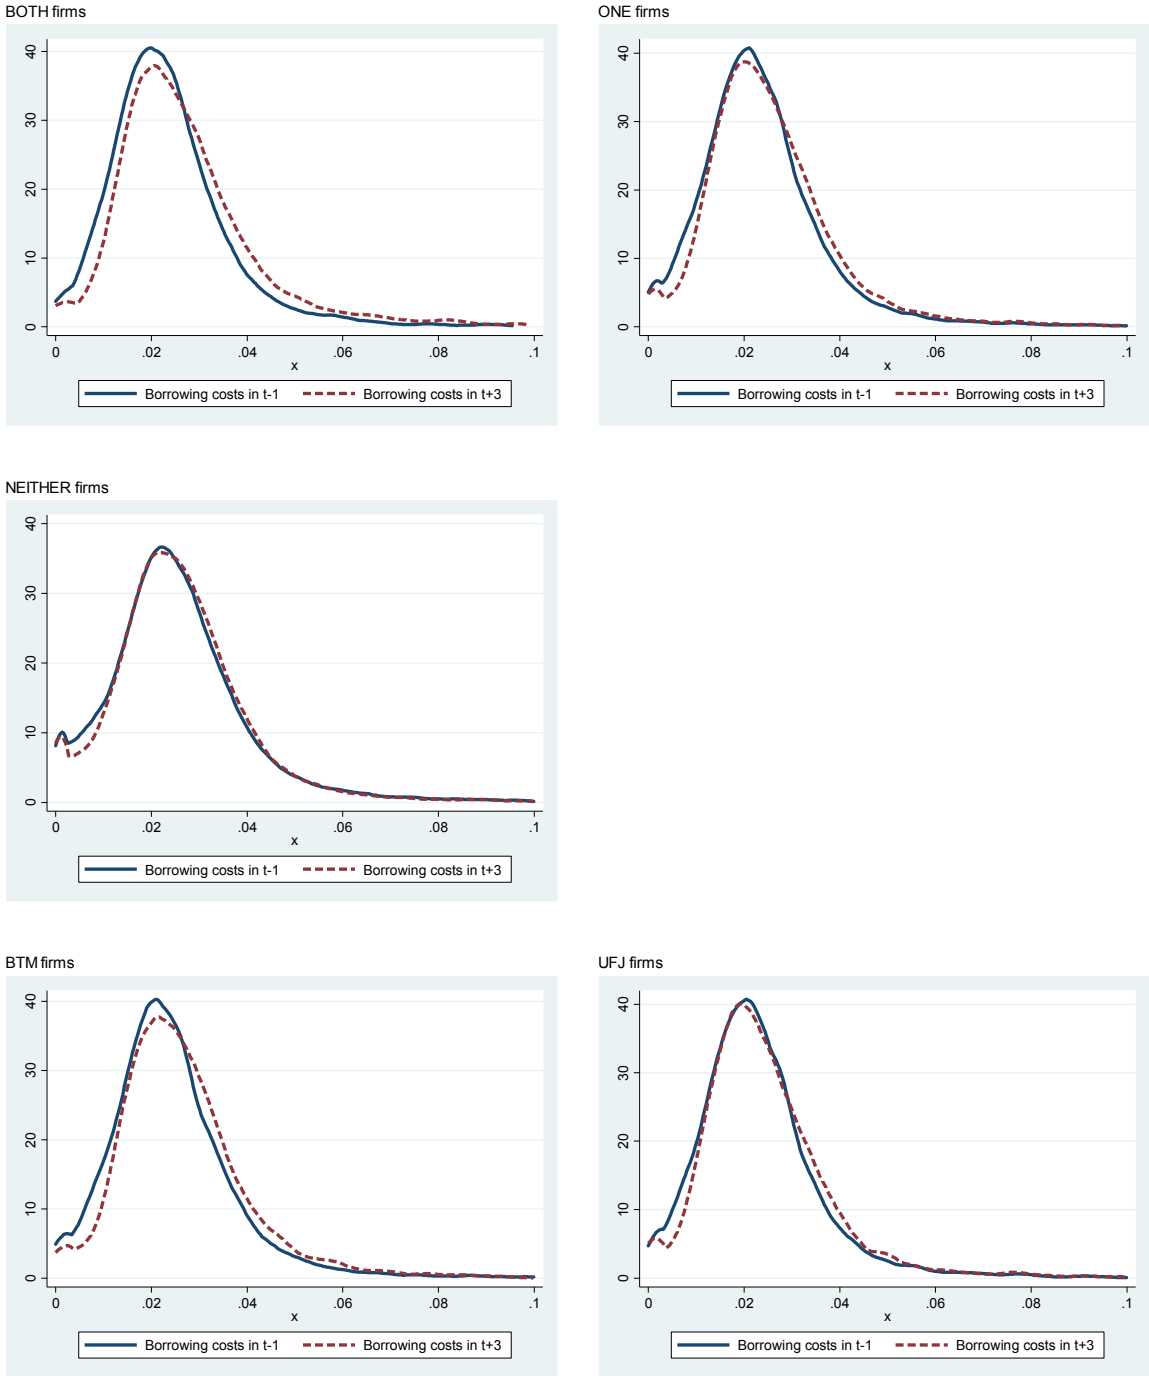 BOTH firms
40
30
20
10
0
0 .02 .04 .06 .08 .1
x
Borrowing costs in t-1 Borrowing costs in t+3
ONE firms
40
30
20
10
0
0 .02 .04 .06 .08 .1
x
Borrowing costs in t-1 Borrowing costs in t+3
NEITHER firms
40
30
20
10
0
0 .02 .04 .06 .08 .1
x
Borrowing costs in t-1 Borrowing costs in t+3
BTM firms
40
30
20
10
0
0 .02 .04 .06 .08 .1
x
Borrowing costs in t-1 Borrowing costs in t+3
UFJ firms
40
30
20
10
0
0 .02 .04 .06 .08 .1
x
Borrowing costs in t-1 Borrowing costs in t+3